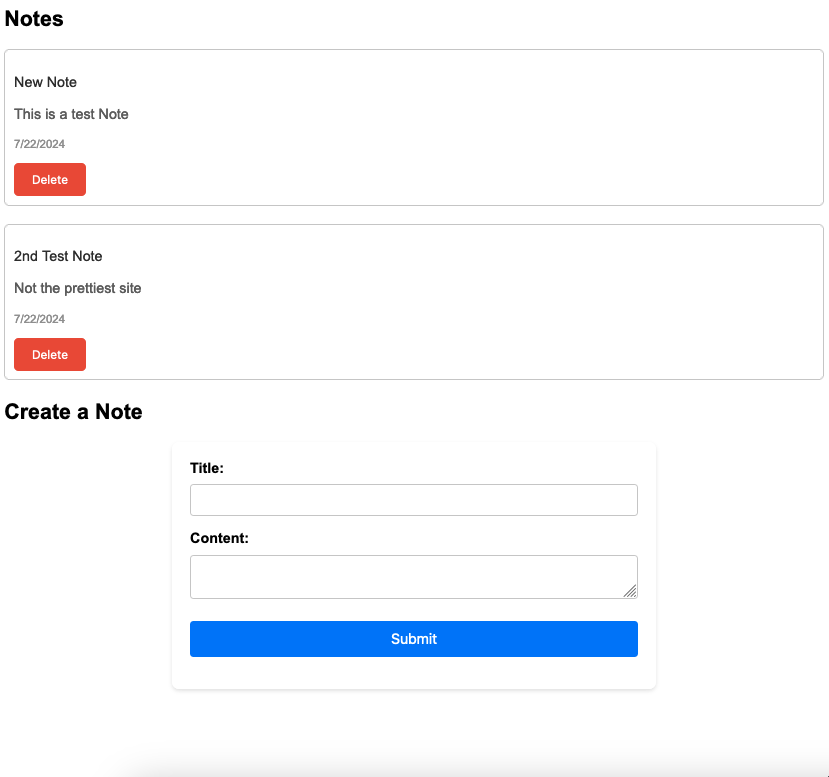 Notes
New Note
This is a test Note
7/22/2024
Delete
2nd Test Note
Not the prettiest site
7/22/2024
Delete
Create a Note
Title:
Content:
Submit